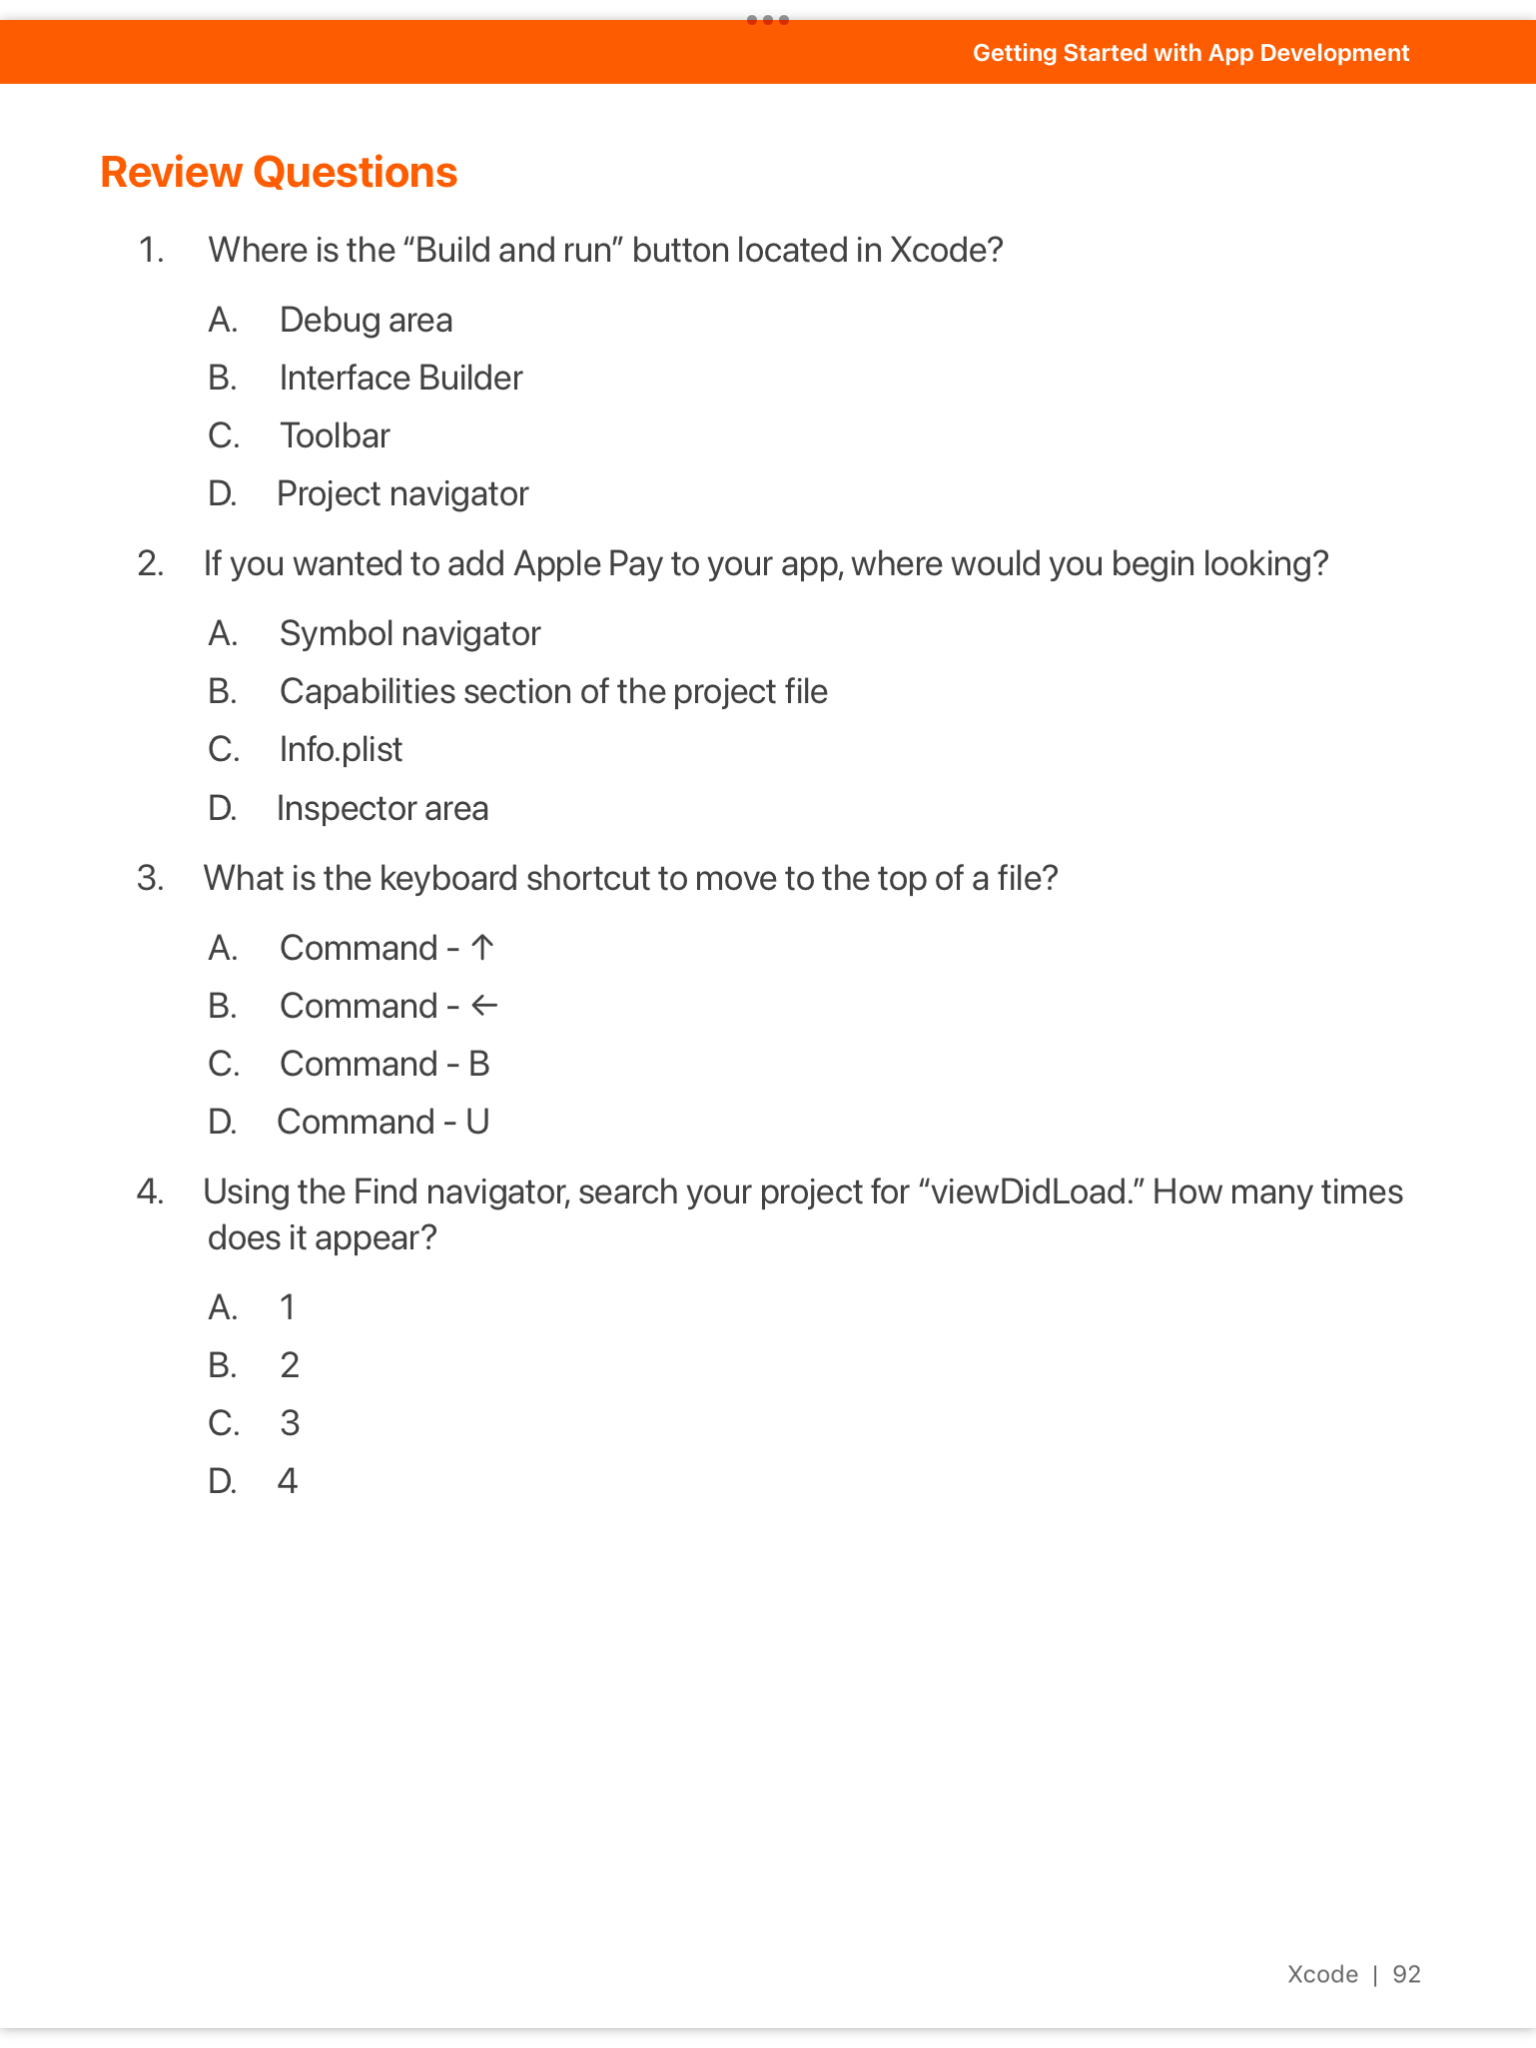 Getting Started with App Development
Review Questions
1. Where is the “Build and run” button located in Xcode?
A. Debug area
B. Interface Builder
C. Toolbar
D. Project navigator
2. If you wanted to add Apple Pay to your app, where would you begin looking?
A. Symbol navigator
B. Capabilities section of the project file
C. Info.plist
D. Inspector area
3. What is the keyboard shortcut to move to the top of a file?
A. Command - ↑
B. Command - ←
C. Command - B
D. Command - U
4. Using the Find navigator, search your project for “viewDidLoad.” How many times
does it appear?
A. 1
B. 2
C. 3
D. 4
Xcode | 92